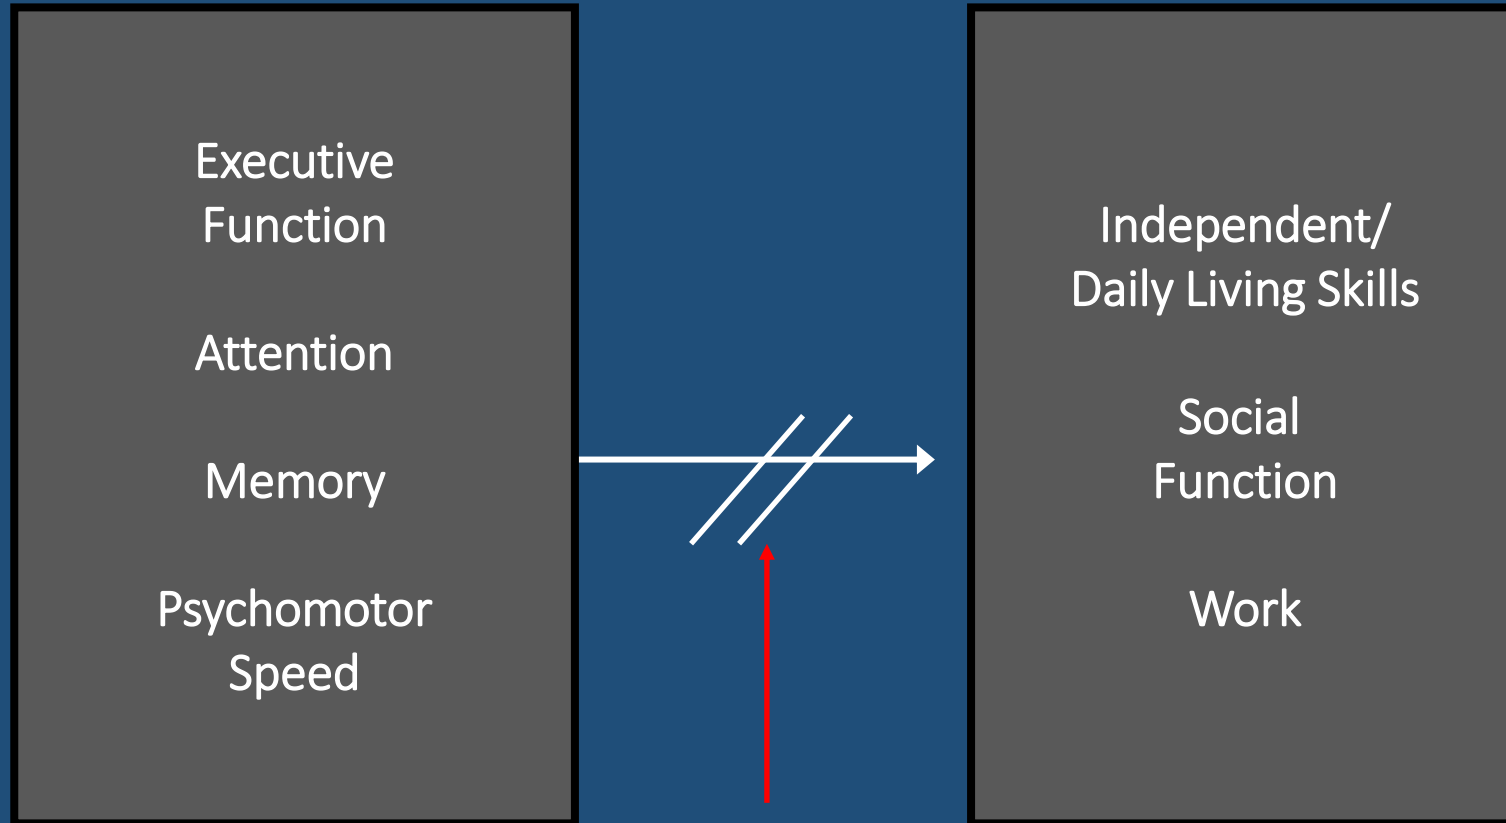 Executive
Function
Attention
Memory
Psychomotor
Speed
Independent/
Daily Living Skills
Social
Function
Work